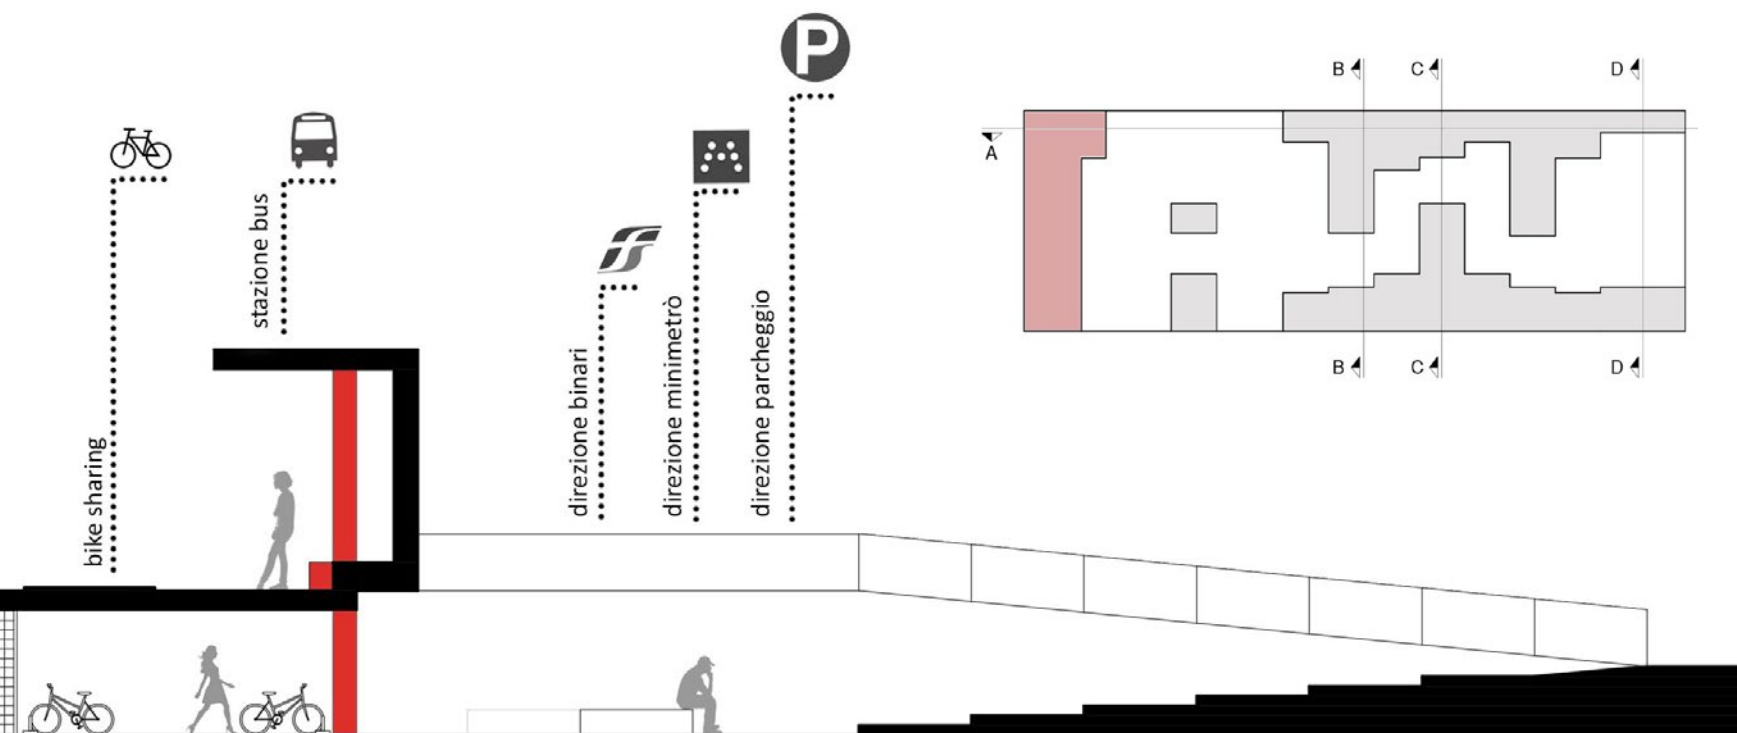 P
bike sharing
stazione bus
direzione binari
direzione minimetrò
direzione parcheggio
B
C
D
A
B
C
D